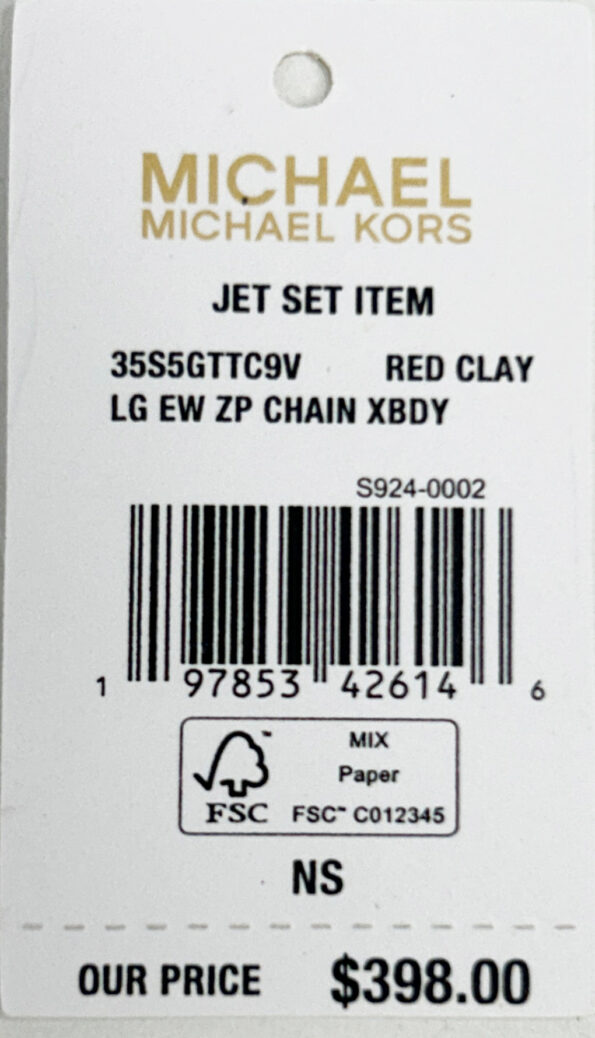 MICHAEL
MICHAEL KORS
JET SET ITEM
35S5GTTC9V RED CLAY
LG EW ZP CHAIN XBDY
S924-0002
1 97853 42614 6
MIX
Paper
FSC™ C012345
FSC
NS
OUR PRICE $398.00